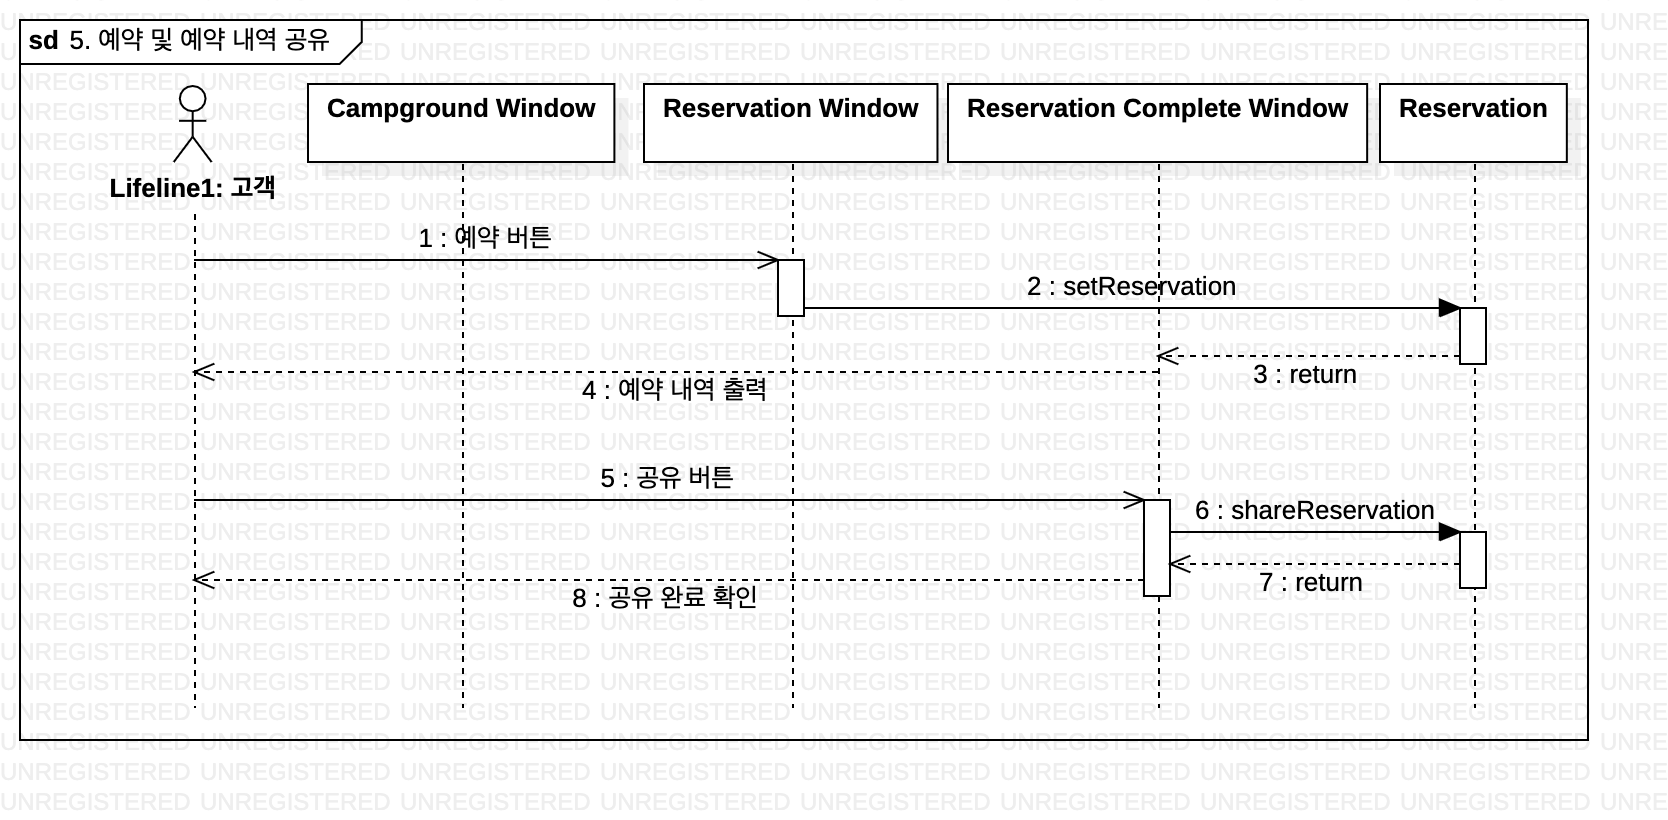 sd 5. 예약 및 예약 내역 공유
Campground Window
Reservation Window
Reservation Complete Window
Reservation
Lifeline1: 고객
1 : 예약 버튼
2 : setReservation
3 : return
4 : 예약 내역 출력
5 : 공유 버튼
6 : shareReservation
7 : return
8 : 공유 완료 확인
UNREGISTERED